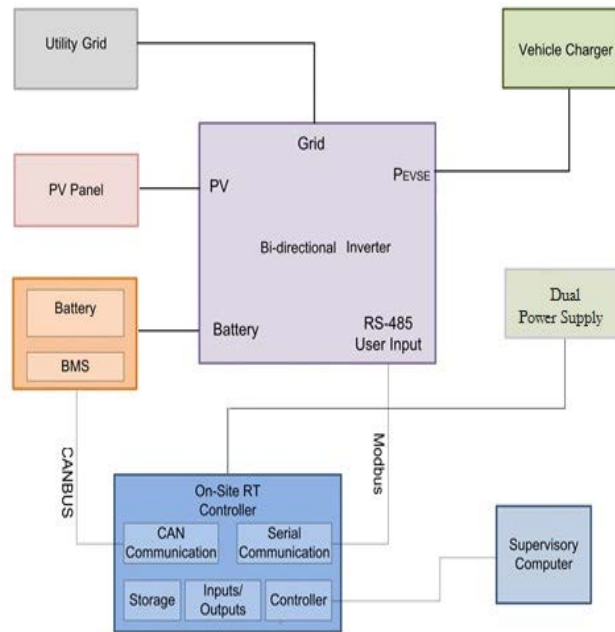 Utility Grid
Vehicle Charger
Grid
PEVSE
PV Panel
PV
Bi-directional Inverter
Battery
BMS
Battery
RS-485
User Input
Dual
Power Supply
CANBUS
Modbus
On-Site RT
Controller
CAN
Communication
Serial
Communication
Storage
Inputs/
Outputs
Controller
Supervisory
Computer